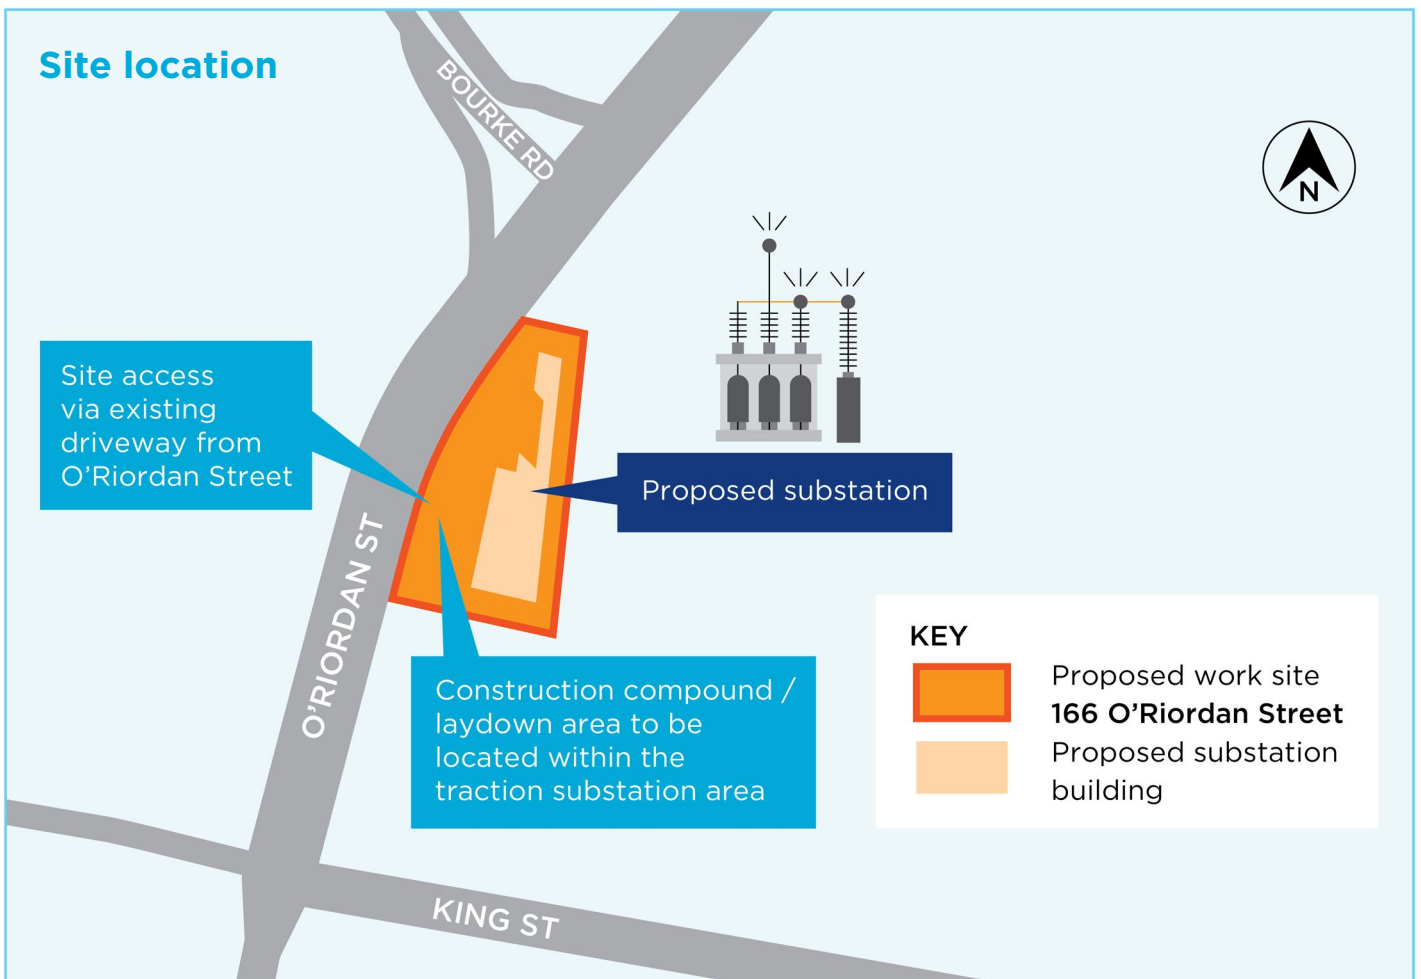 Site location
BOURKE RD
N
Site access
via existing
driveway from
O’Riordan Street
Proposed substation
O’RIORDAN ST
Construction compound /
laydown area to be
located within the
traction substation area
KEY
Proposed work site
166 O’Riordan Street
Proposed substation
building
KING ST